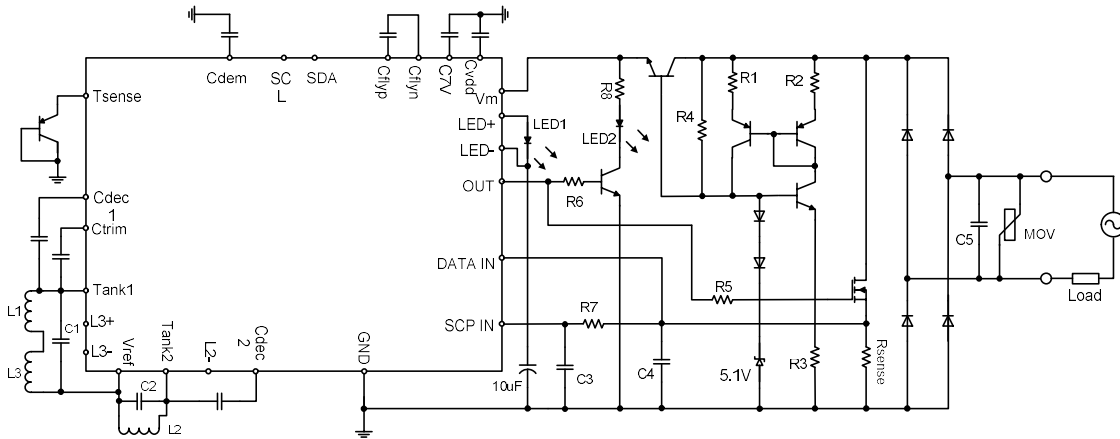 Cdem
SC
L
SDA
Cflyp
Cflyn
C7V
Cvdd
Tsense
Vm
LED+
LED1
LED-
OUT
R8
LED2
R6
R4
R1
R2
Cdec
1
Ctrim
DATA IN
Tank1
L1
C1
L3+
L3-
L3
SCP IN
R7
R5
C5
MOV
Load
Vref
Tank2
L2-
Cdec
2
GND
C2
L2
10uF
C3
C4
5.1V
R3
Rsense